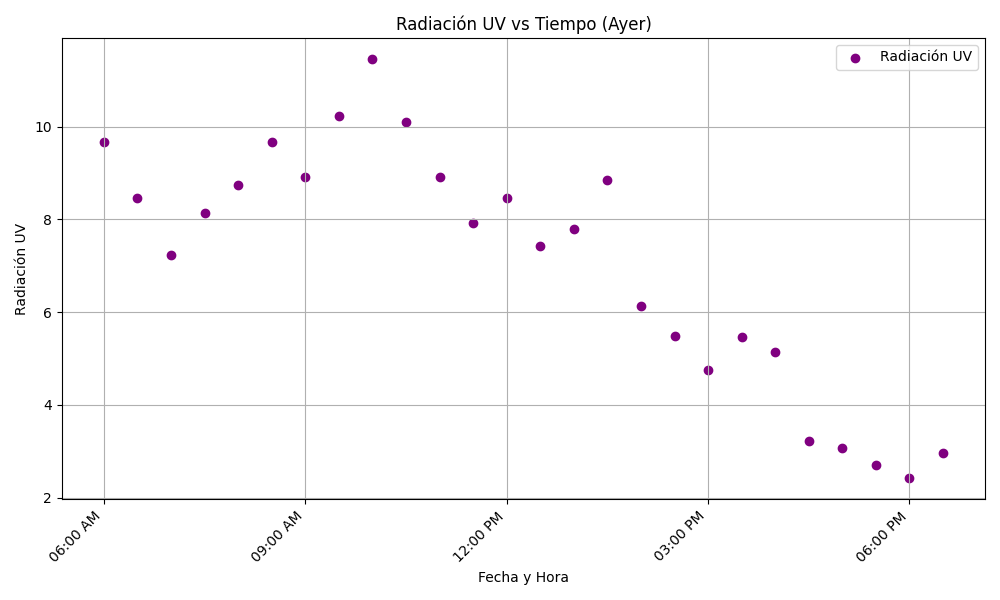 Radiación UV vs Tiempo (Ayer)
Radiación UV
Radiación UV
10
8
6
4
2
06:00 AM
09:00 AM
12:00 PM
03:00 PM
06:00 PM
Fecha y Hora